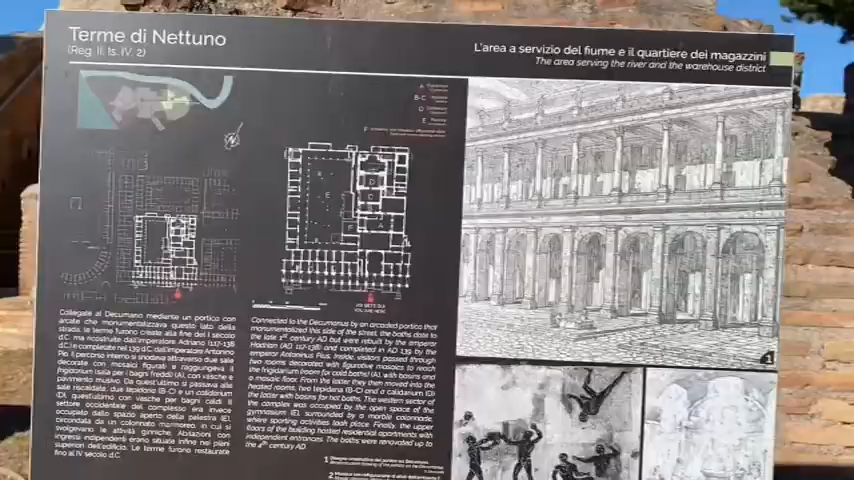 Terme di Nettuno
(Reg. II, Is. IV, 2)
L'area a servizio del fiume e il quartiere dei magazzini
The area serving the river and the warehouse district
A
B-C
D
E
F
D
C
E
A
VOI SIETE QUI
YOU ARE HERE
Collegate al Decumano mediante un portico con
arcate che monumentalizzava questo lato della
strada, le terme furono create alla fine del I secolo
d.C. ma ricostruite dall'imperatore Adriano (117-138
d.C.) e completate nel 139 d.C. dall'imperatore Antonino
Pio. Il percorso interno si snodava attraverso due sale
decorate con mosaici figurati e raggiungeva il
frigidarium (sala per i bagni freddi) (A), con vasche e
pavimento musivo. Da quest'ultimo si passava alle
sale riscaldate, due tepidaria (B-C) e un calidarium
(D), quest'ultimo con vasche per bagni caldi. Il
settore occidentale del complesso era invece
occupato dallo spazio aperto della palestra (E),
circondata da un colonnato marmoreo, in cui si
svolgevano le attività ginniche. Abitazioni con
ingressi indipendenti erano situate infine nei piani
superiori dell'edificio. Le terme furono restaurate
fino al IV secolo d.C.
Connected to the Decumanus by an arcaded portico that
monumentalized this side of the street, the baths date to
the late 1st century AD but were rebuilt by the emperor
Hadrian (AD 117-138) and completed in AD 139 by the
emperor Antoninus Pius. Inside, visitors passed through
two rooms decorated with figurative mosaics to reach
the frigidarium (room for cold baths) (A), with basins and
a mosaic floor. From the latter they then moved into the
heated rooms, two tepidaria (B-C) and a calidarium (D),
the latter with basins for hot baths. The western sector of
the complex was occupied by the open space of the
gymnasium (E), surrounded by a marble colonnade,
where sporting activities took place. Finally, the upper
floors of the building hosted residential apartments with
independent entrances. The baths were renovated up to
the 4th century AD.
1
1
2